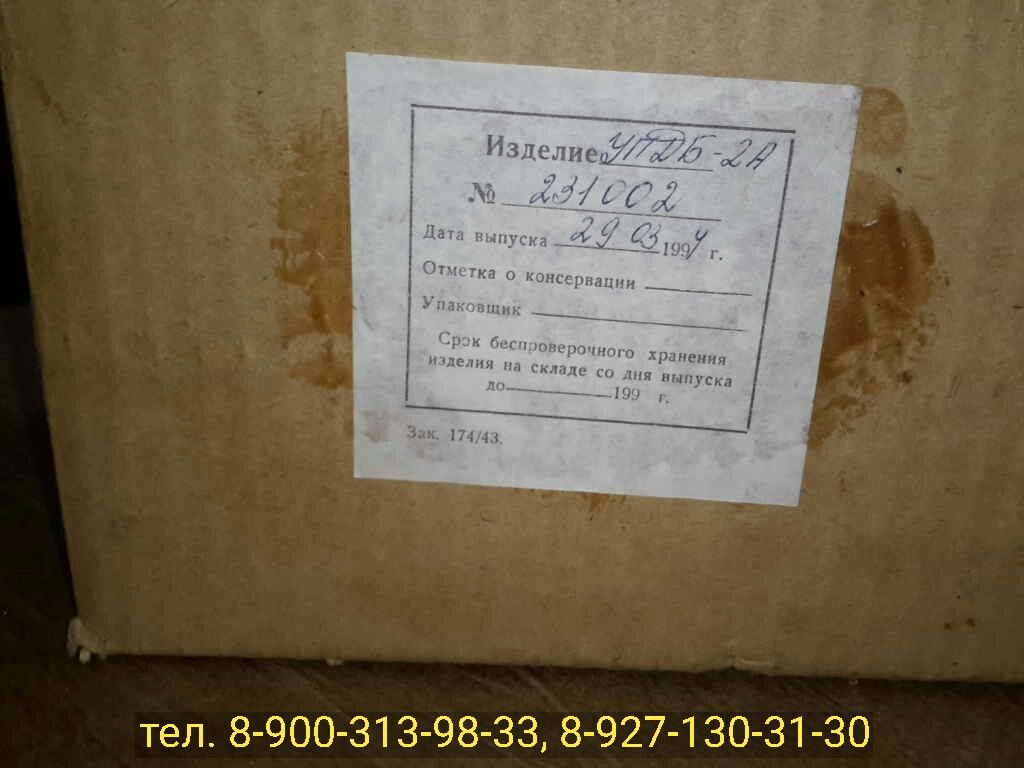 Изделие УПДБ-2А
№ 231002
Дата выпуска 29 03 1994 г.
Отметка о консервации
Упаковщик
Срок беспроверочного хранения
изделия на складе со дня выпуска
до 199 г.
Зак. 174/43.
тел. 8-900-313-98-33, 8-927-130-31-30